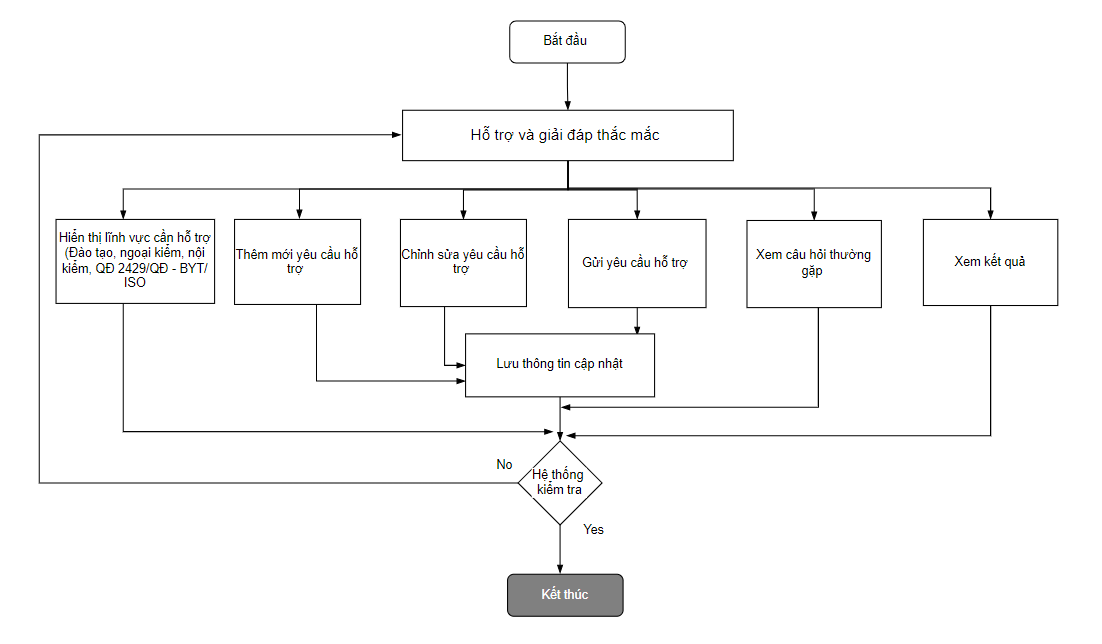 Bắt đầu
Hỗ trợ và giải đáp thắc mắc
Hiển thị lĩnh vực cần hỗ trợ
(Đào tạo, ngoại kiểm, nội
kiểm, QĐ 2429/QĐ - BYT/
ISO
Thêm mới yêu cầu hỗ
trợ
Chỉnh sửa yêu cầu hỗ
trợ
Gửi yêu cầu hỗ trợ
Xem câu hỏi thường
gặp
Xem kết quả
Lưu thông tin cập nhật
No
Hệ thống
kiểm tra
Yes
Kết thúc